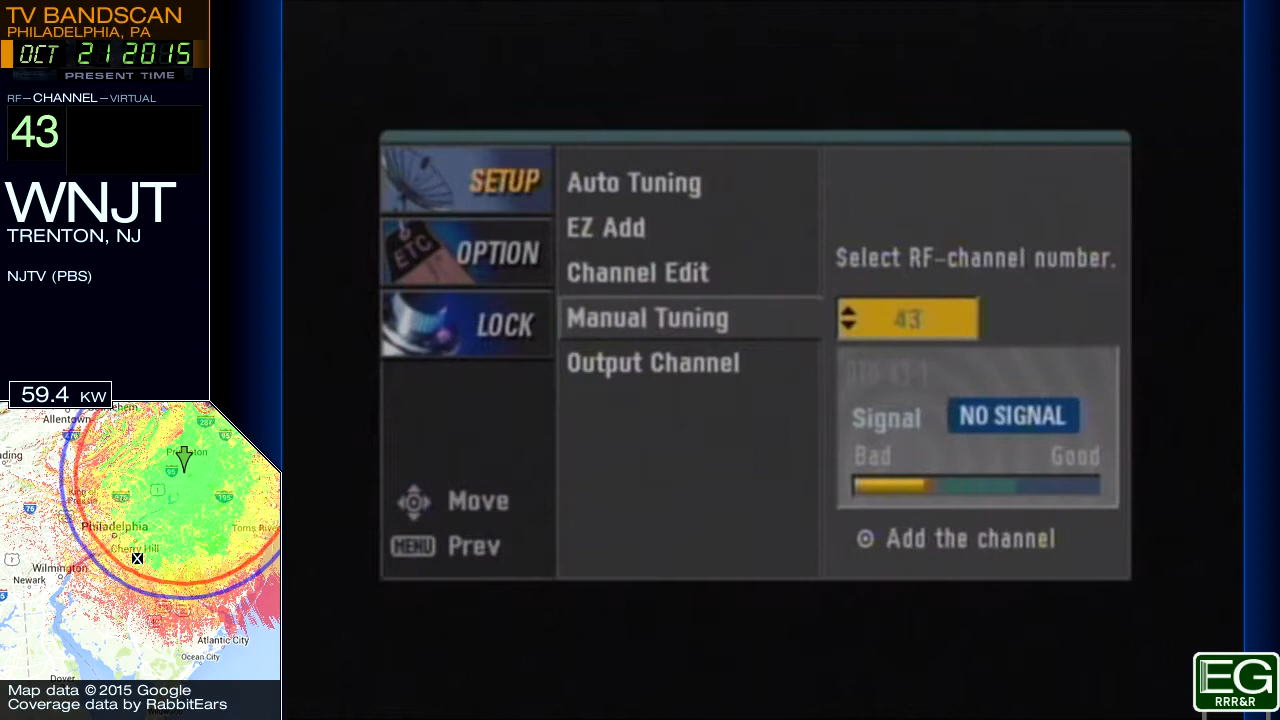 TV BANDSCAN
PHILADELPHIA, PA
OCT 21 2015
PRESENT TIME
RF–CHANNEL–VIRTUAL
43
WNJT
TRENTON, NJ
NJTV (PBS)
59.4 KW
Allentown
Philadelphia
Cherry Hill
Toms River
Wilmington
Newark
Atlantic City
Ocean City
Dover
Map data ©2015 Google
Coverage data by RabbitEars
SETUP
OPTION
ETC
LOCK
Auto Tuning
EZ Add
Channel Edit
Manual Tuning
Output Channel
Move
MENU Prev
Select RF-channel number.
43
Signal NO SIGNAL
Bad Good
Add the channel
EG
RRR&R